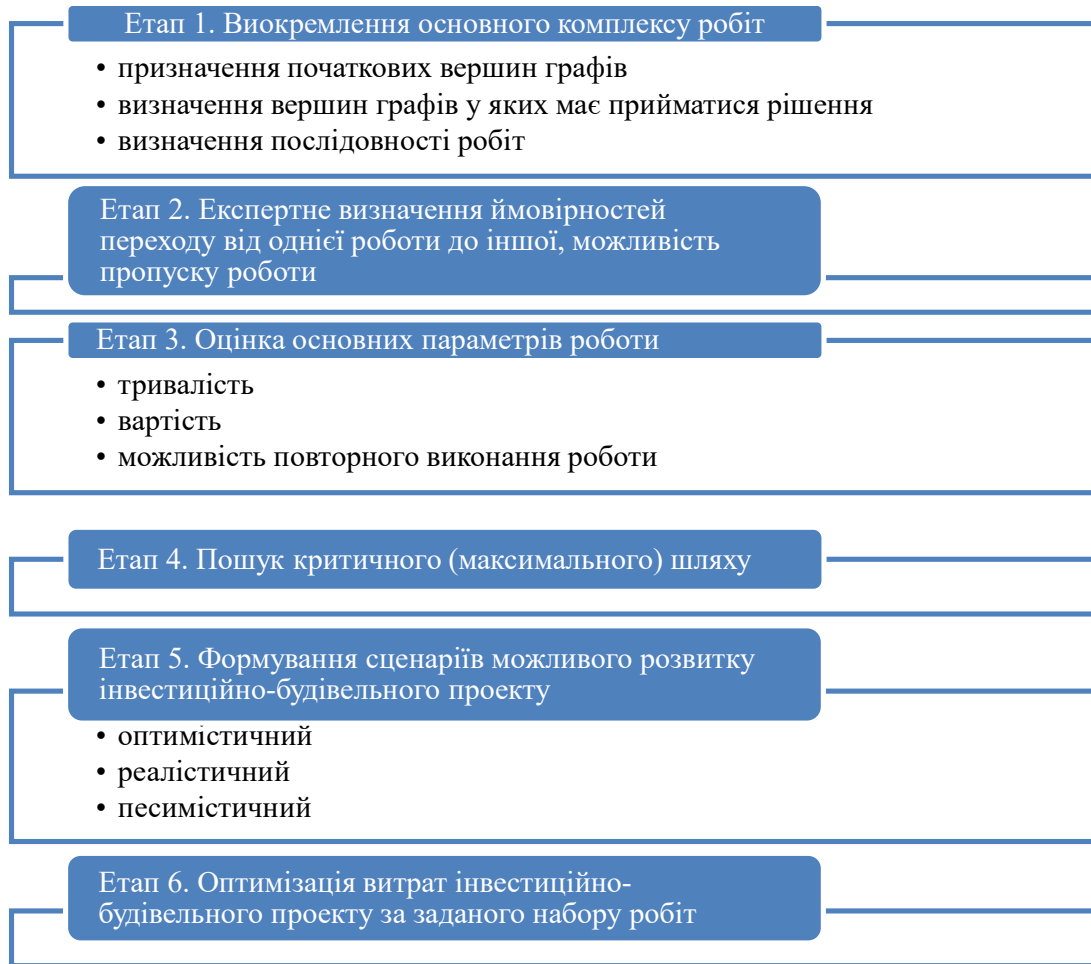 Етап 1. Виокремлення основного комплексу робіт
• призначення початкових вершин графів
• визначення вершин графів у яких має прийматися рішення
• визначення послідовності робіт
Етап 2. Експертне визначення ймовірностей
переходу від однієї роботи до іншої, можливість
пропуску роботи
Етап 3. Оцінка основних параметрів роботи
• тривалість
• вартість
• можливість повторного виконання роботи
Етап 4. Пошук критичного (максимального) шляху
Етап 5. Формування сценаріїв можливого розвитку
інвестиційно-будівельного проекту
• оптимістичний
• реалістичний
• песимістичний
Етап 6. Оптимізація витрат інвестиційно-
будівельного проекту за заданого набору робіт